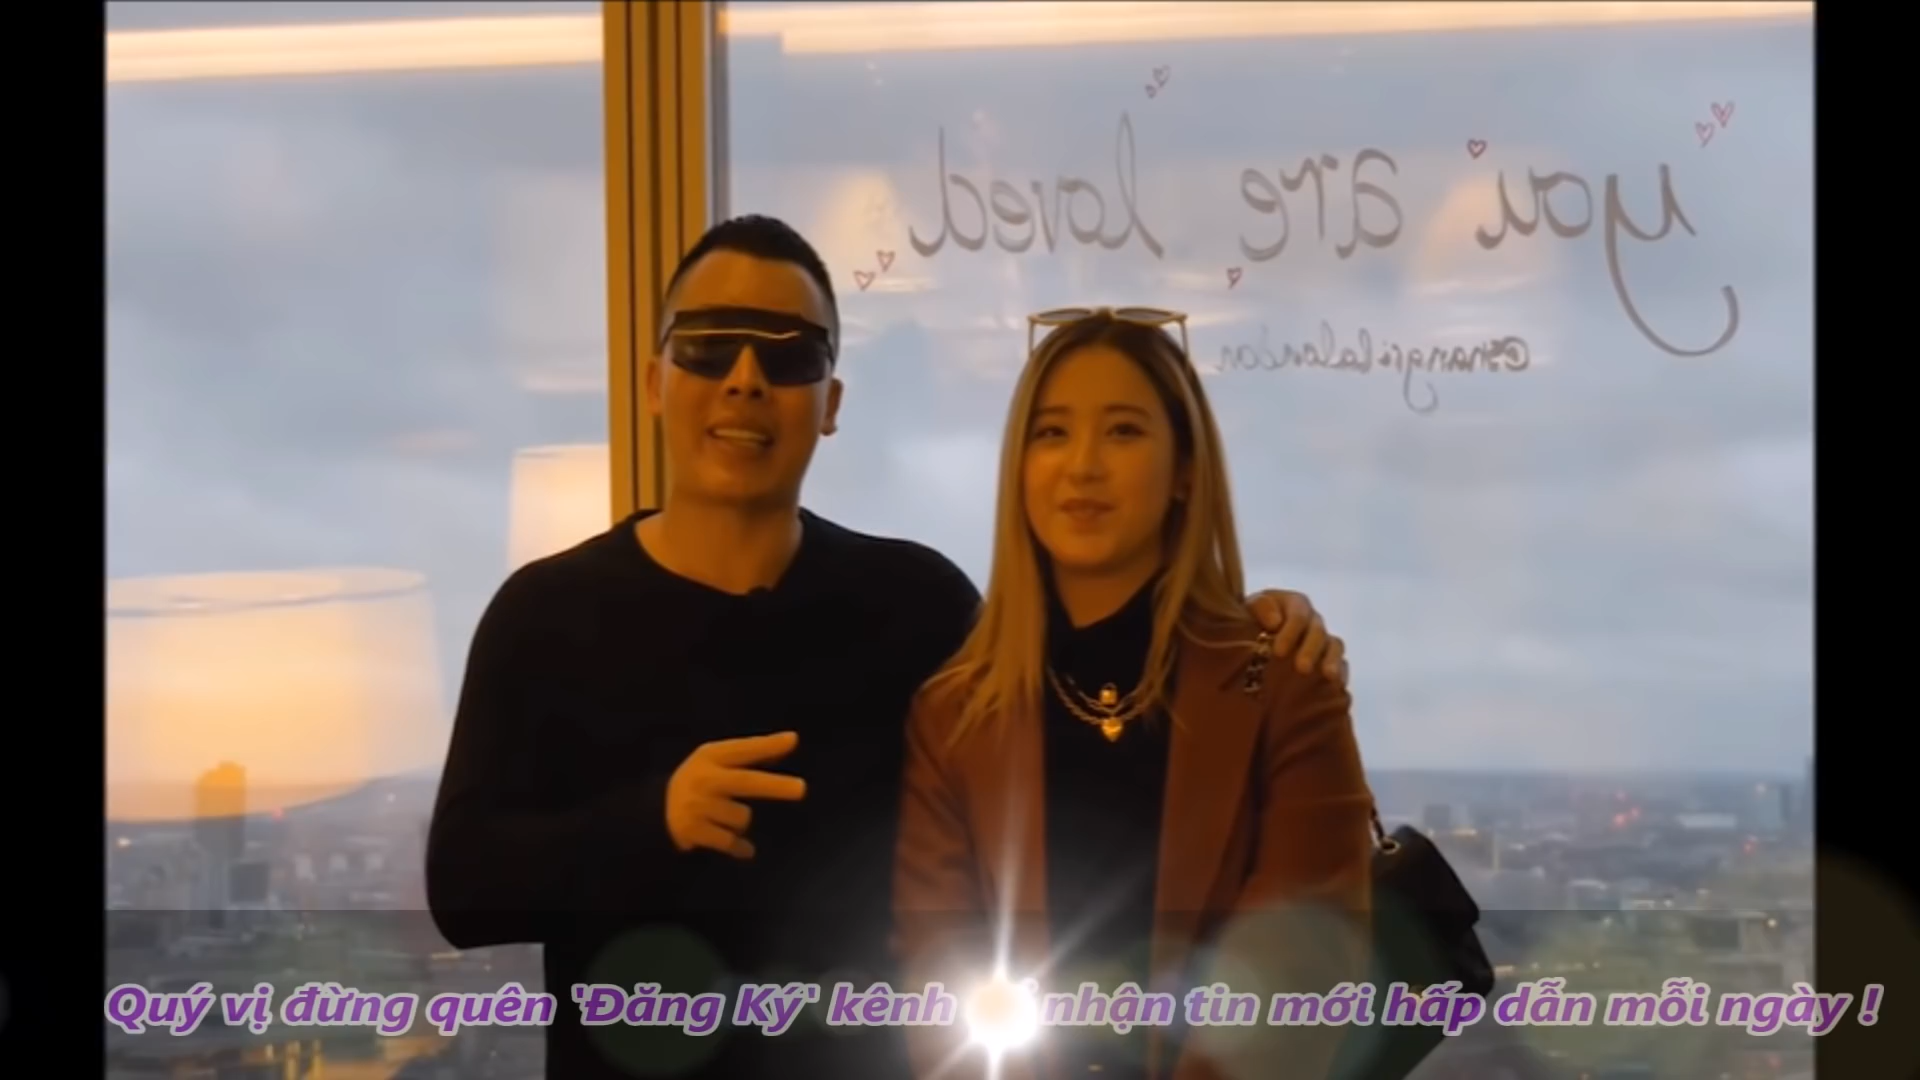 you are loved
@shangrilalondon
Quý vị đừng quên 'Đăng Ký' kênh nhận tin mới hấp dẫn mỗi ngày !